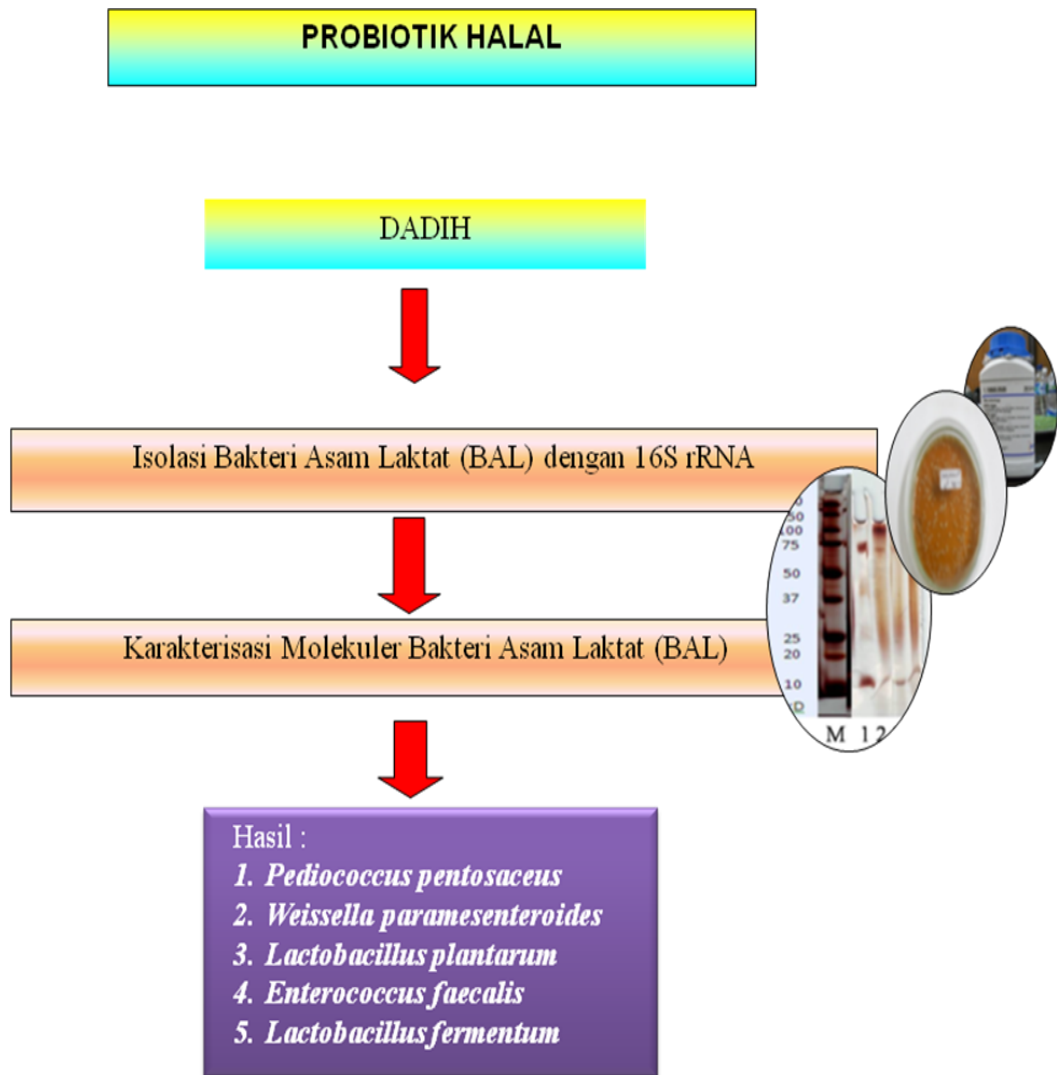 PROBIOTIK HALAL
DADIH
Isolasi Bakteri Asam Laktat (BAL) dengan 16S rRNA
Karakterisasi Molekuler Bakteri Asam Laktat (BAL)
100
75
50
37
25
20
10
M 1 2
Hasil :
1. Pediococcus pentosaceus
2. Weissella paramesenteroides
3. Lactobacillus plantarum
4. Enterococcus faecalis
5. Lactobacillus fermentum